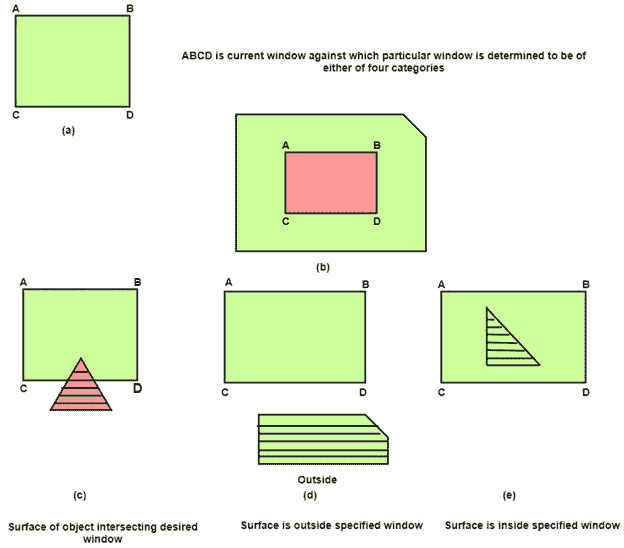 A B
C D
(a)
ABCD is current window against which particular window is determined to be of
either of four categories
A B
C D
(b)
A B
C D
(c)
Surface of object intersecting desired
window
A B
C D
Outside
(d)
Surface is outside specified window
A B
C D
(e)
Surface is inside specified window